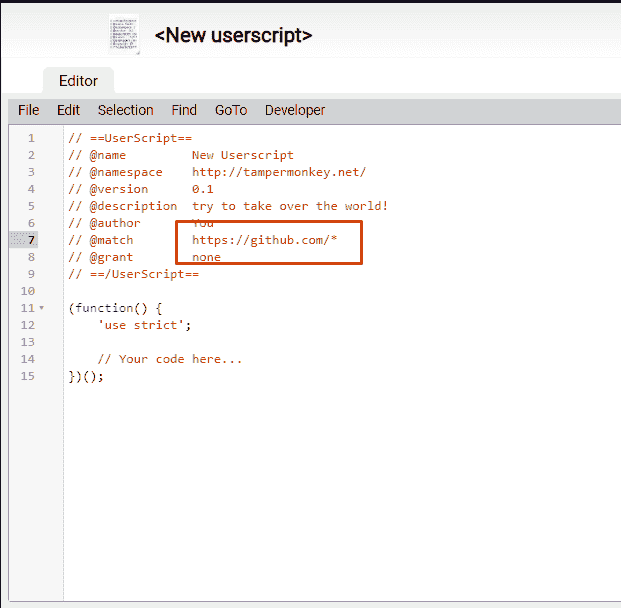 <New userscript>
Editor
File Edit Selection Find GoTo Developer
1 // ==UserScript==
2 // @name New Userscript
3 // @namespace http://tampermonkey.net/
4 // @version 0.1
5 // @description try to take over the world!
6 // @author You
7 // @match https://github.com/*
8 // @grant none
9 // ==/UserScript==
10
11 (function() {
12 'use strict';
13
14 // Your code here...
15 })();